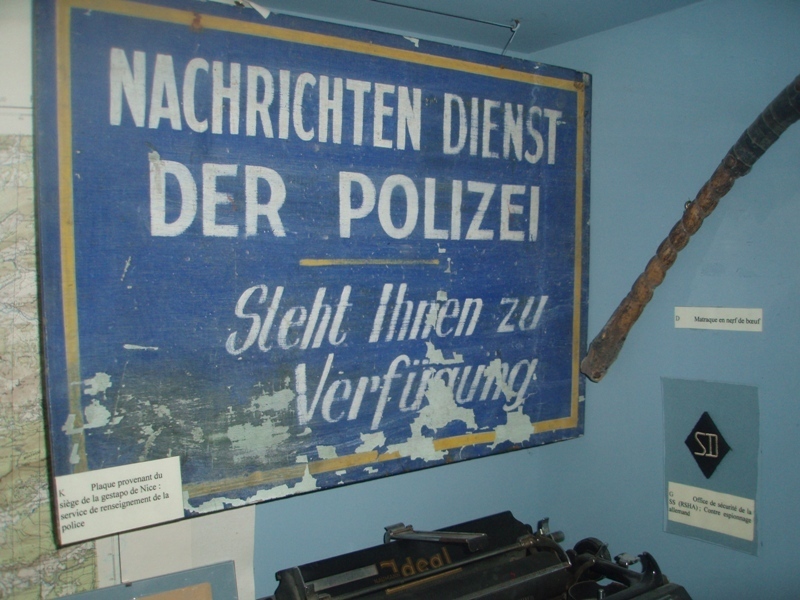 NACHRICHTEN DIENST
DER POLIZEI
Steht Ihnen zu
Verfügung
K Plaque provenant du
siège de la gestapo de Nice :
service de renseignement de la
police
D Matraque en nerf de bœuf
SD
G Office de sécurité de la
SS (RSHA) : Contre espionnage
allemand
Ideal